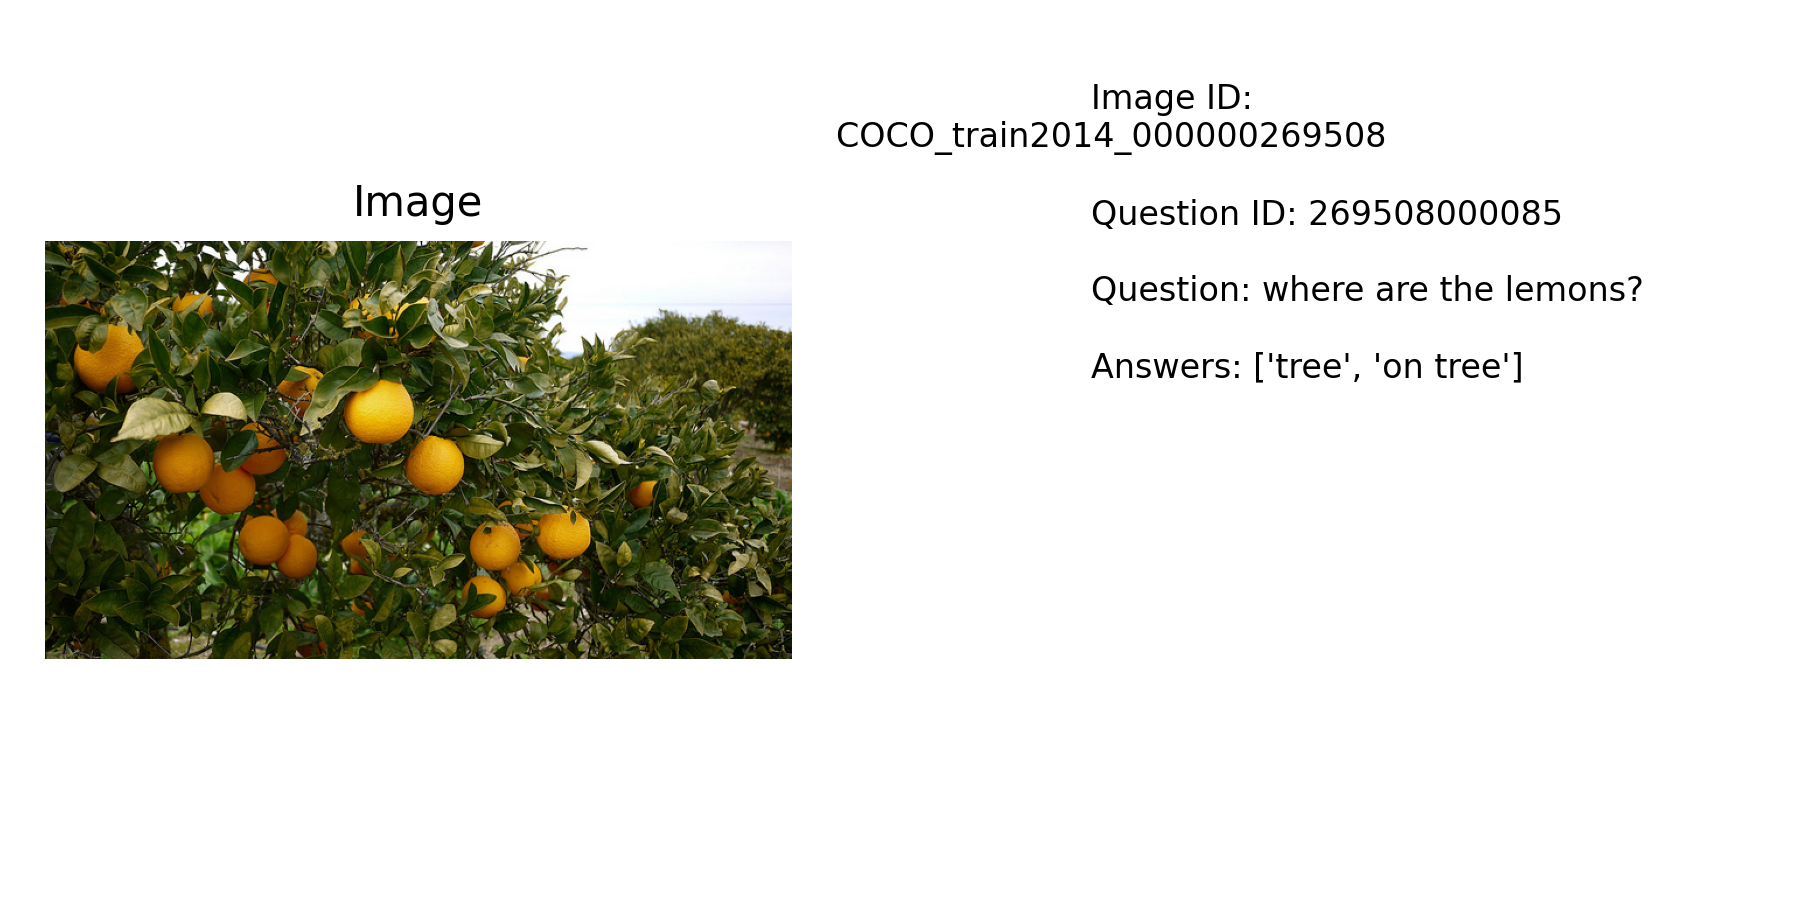 Image
Image ID:
COCO_train2014_000000269508
Question ID: 269508000085
Question: where are the lemons?
Answers: ['tree', 'on tree']